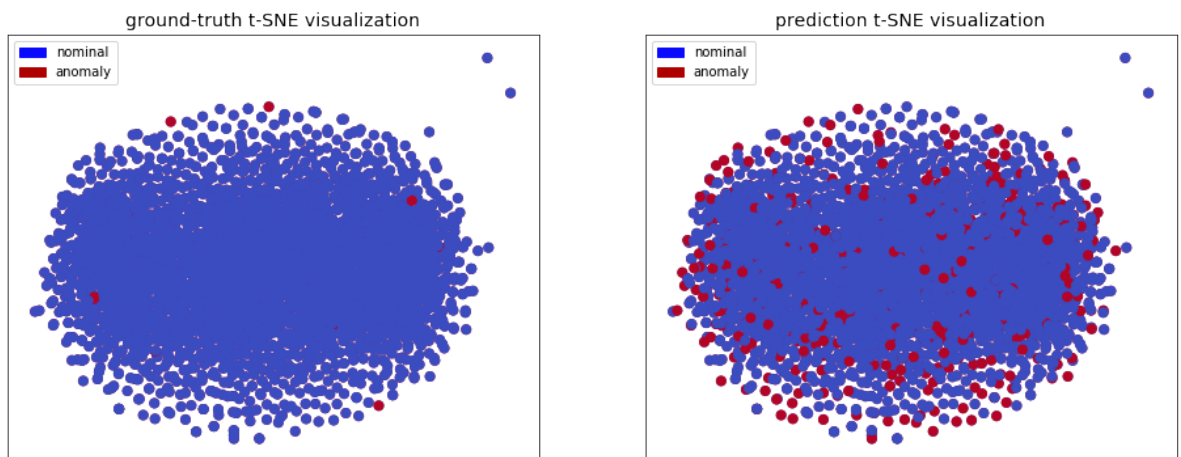 ground-truth t-SNE visualization
nominal
anomaly
prediction t-SNE visualization
nominal
anomaly